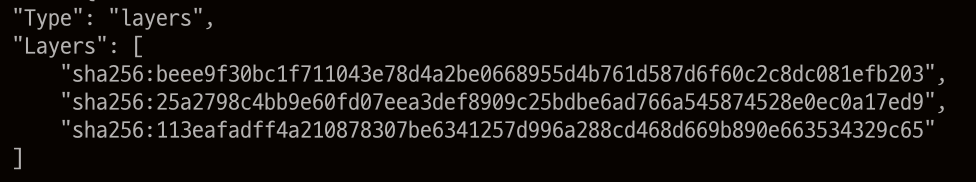 "Type": "layers",
"Layers": [
    "sha256:beee9f30bc1f711043e78d4a2be0668955d4b761d587d6f60c2c8dc081efb203",
    "sha256:25a2798c4bb9e60fd07eea3def8909c25bdbe6ad766a545874528e0ec0a17ed9",
    "sha256:113eafadff4a210878307be6341257d996a288cd468d669b890e663534329c65"
]